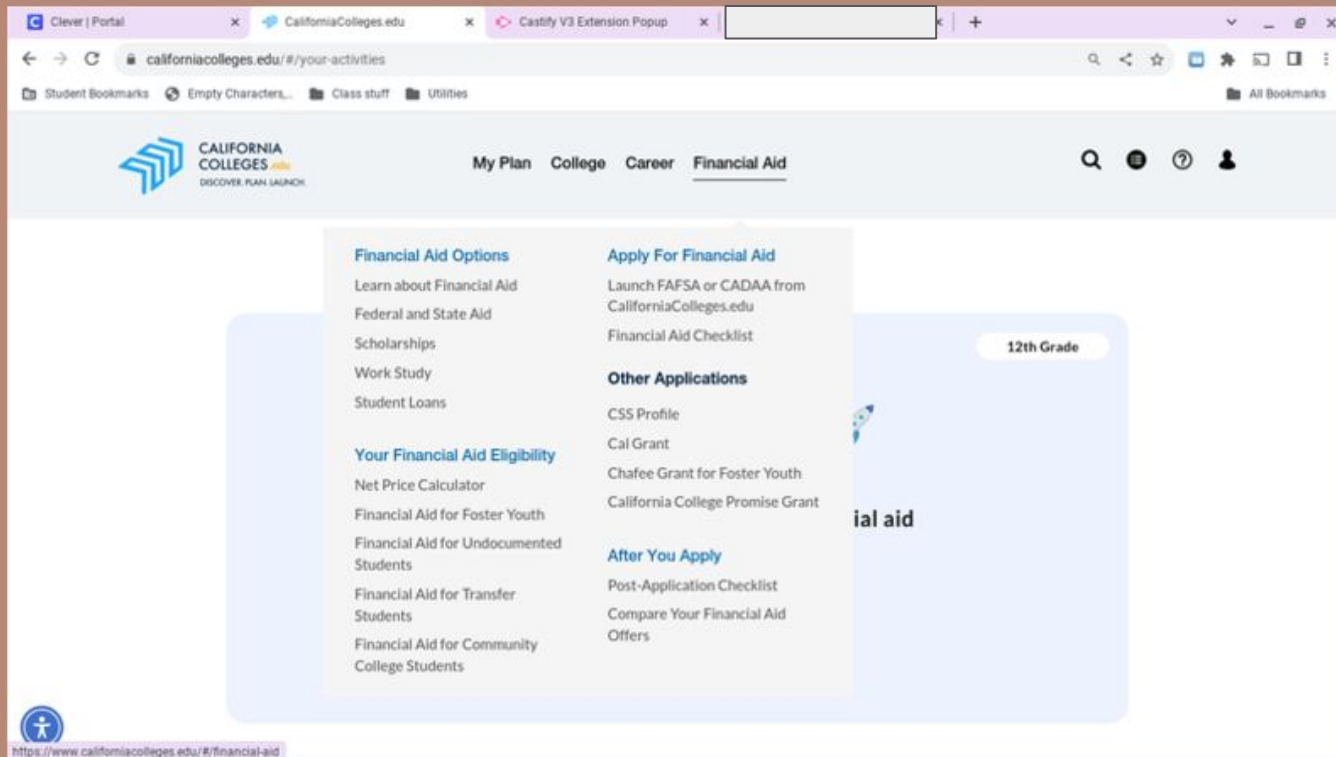 Clever | Portal
CaliforniaColleges.edu
Castify V3 Extension Popup
californiacolleges.edu/#/your-activities
Student Bookmarks
Empty Characters,...
Class stuff
Utilities
All Bookmarks
CALIFORNIA
COLLEGES.edu
DISCOVER. PLAN. LAUNCH.
My Plan
College
Career
Financial Aid
Financial Aid Options
Learn about Financial Aid
Federal and State Aid
Scholarships
Work Study
Student Loans
Your Financial Aid Eligibility
Net Price Calculator
Financial Aid for Foster Youth
Financial Aid for Undocumented
Students
Financial Aid for Transfer
Students
Financial Aid for Community
College Students
Apply For Financial Aid
Launch FAFSA or CADAA from
CaliforniaColleges.edu
Financial Aid Checklist
Other Applications
CSS Profile
Cal Grant
Chafee Grant for Foster Youth
California College Promise Grant
After You Apply
Post-Application Checklist
Compare Your Financial Aid
Offers
12th Grade
ial aid
https://www.californiacolleges.edu/#/financial-aid